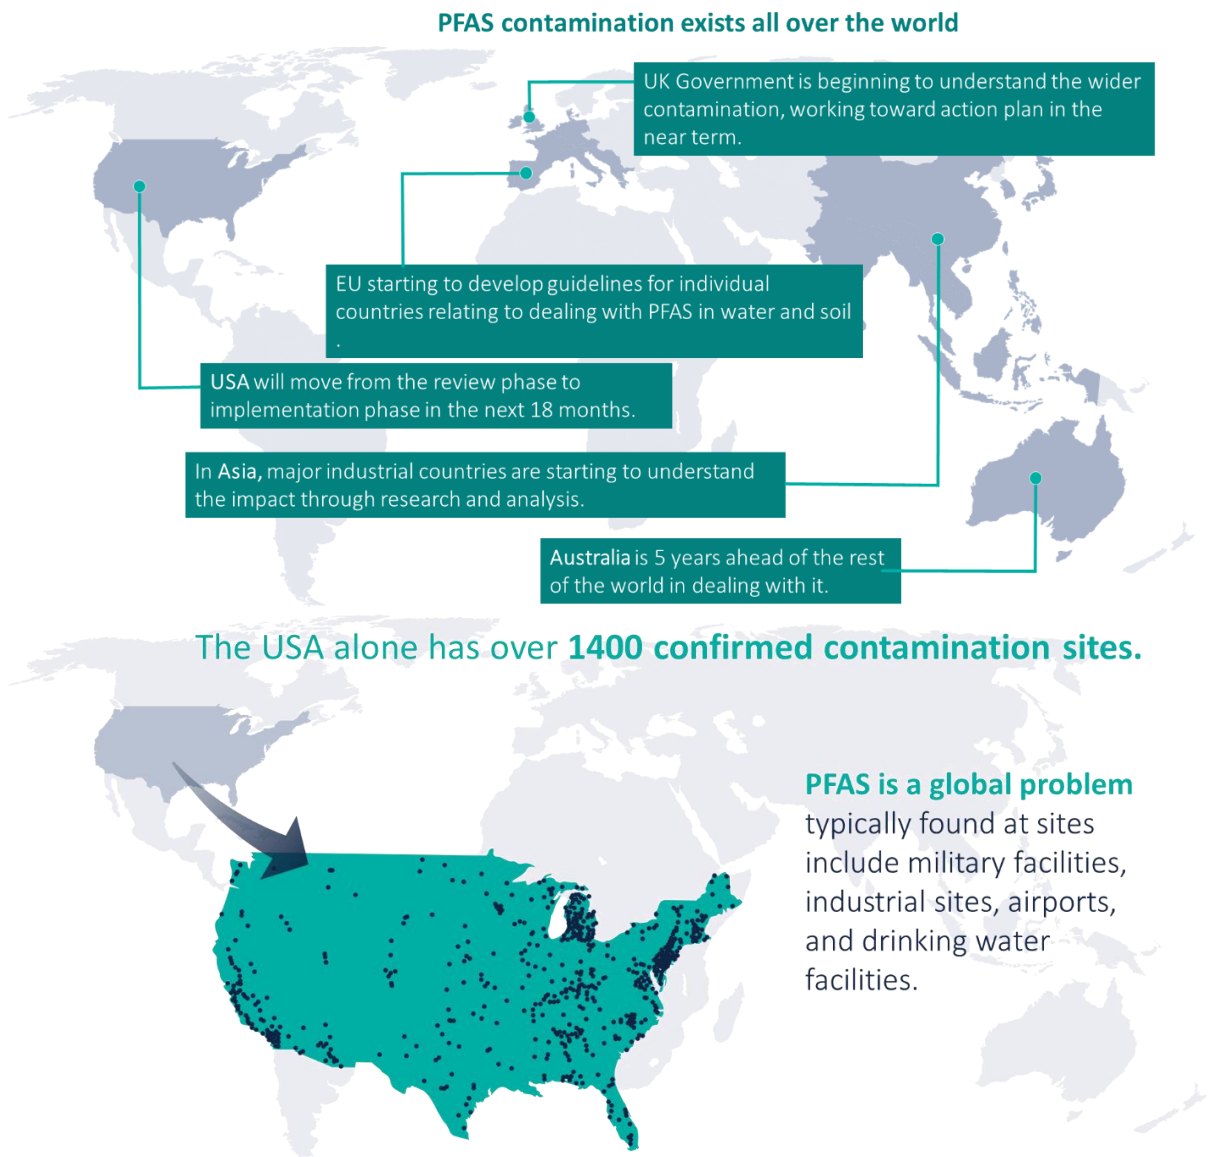 PFAS contamination exists all over the world
UK Government is beginning to understand the wider
contamination, working toward action plan in the
near term.
EU starting to develop guidelines for individual
countries relating to dealing with PFAS in water and soil
.
USA will move from the review phase to
implementation phase in the next 18 months.
In Asia, major industrial countries are starting to understand
the impact through research and analysis.
Australia is 5 years ahead of the rest
of the world in dealing with it.
The USA alone has over 1400 confirmed contamination sites.
PFAS is a global problem
typically found at sites
include military facilities,
industrial sites, airports,
and drinking water
facilities.